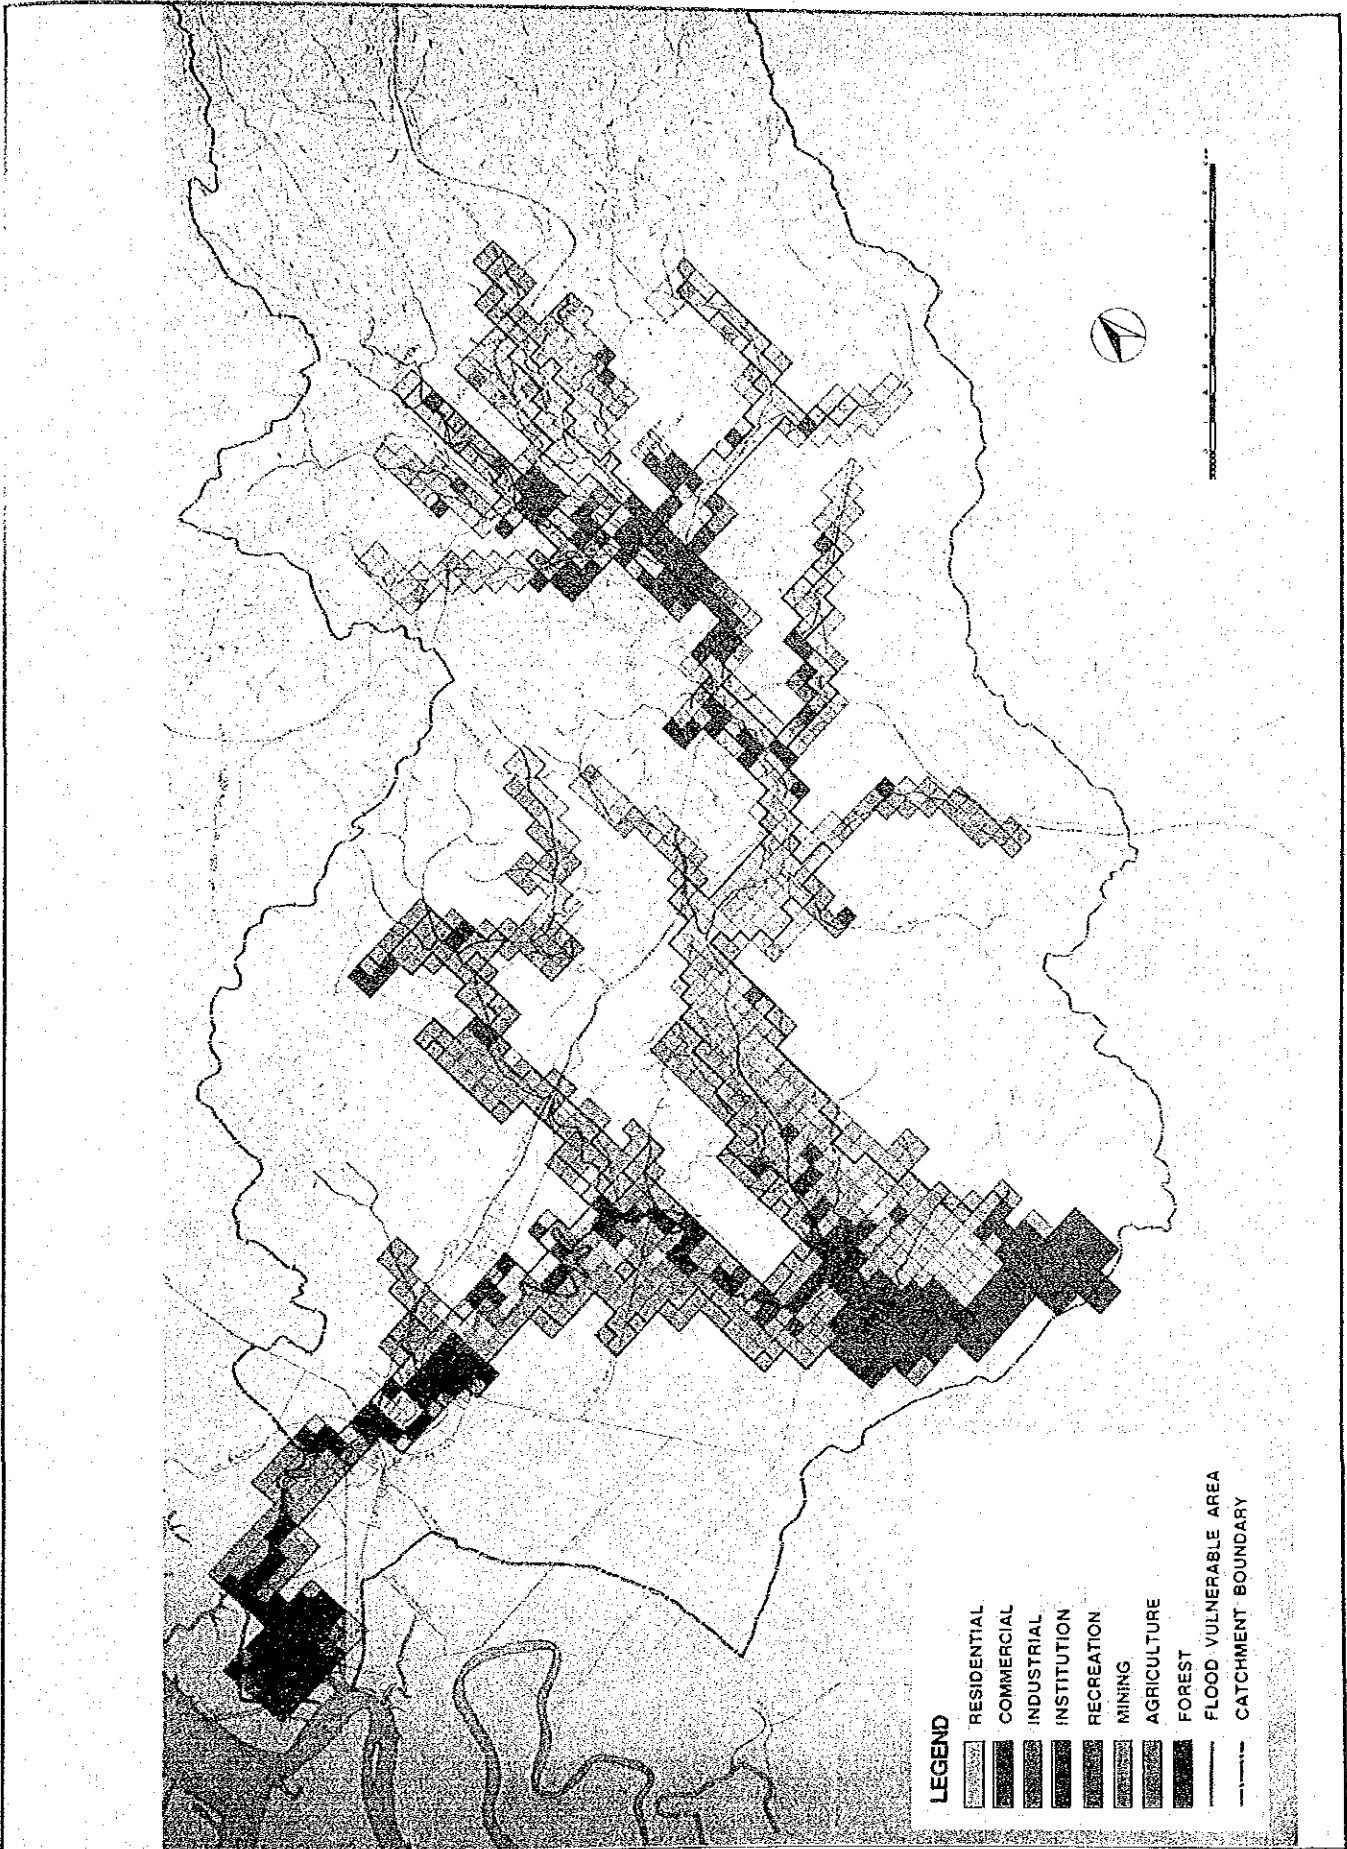 LEGEND
RESIDENTIAL
COMMERCIAL
INDUSTRIAL
INSTITUTION
RECREATION
MINING
AGRICULTURE
FOREST
FLOOD VULNERABLE AREA
CATCHMENT BOUNDARY